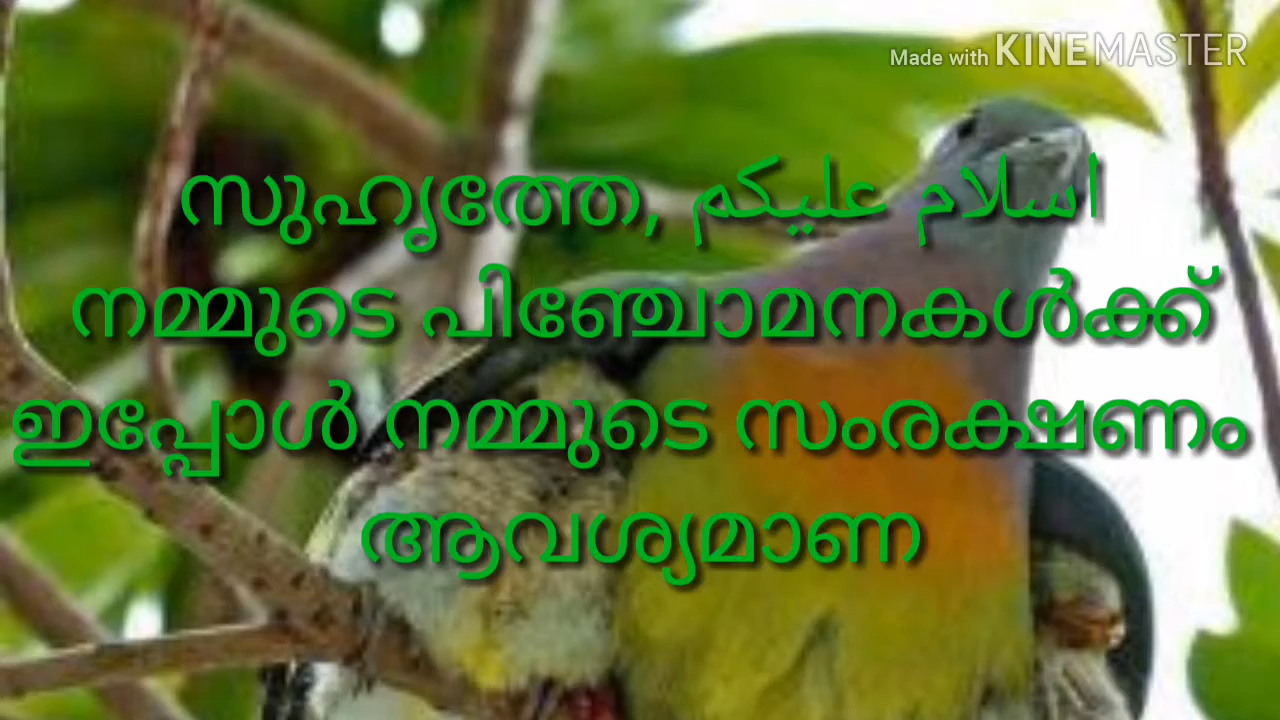 Made with KINEMASTER
സുഹൃത്തേ, اسلام عليكم
നമ്മുടെ പിഞ്ചോമനകൾക്ക്
ഇപ്പോൾ നമ്മുടെ സംരക്ഷണം
ആവശ്യമാണ